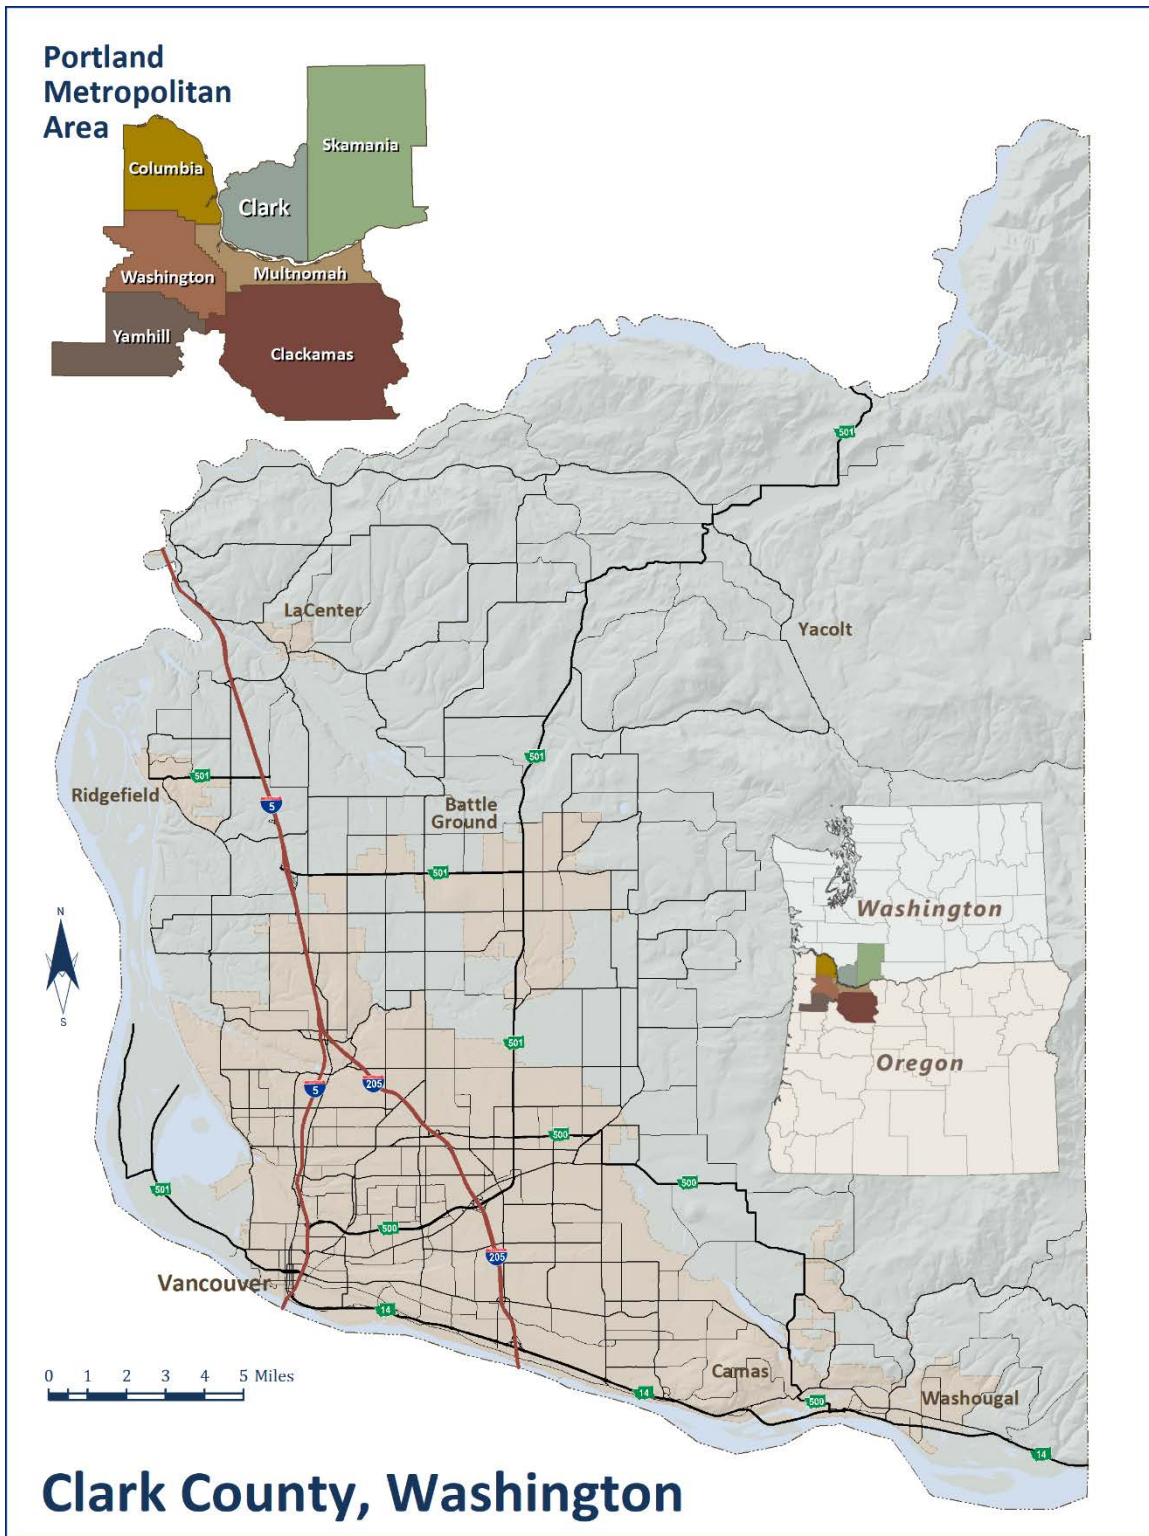 Portland
Metropolitan
Area
Skamania
Columbia
Clark
Washington
Multnomah
Yamhill
Clackamas
501
LaCenter
Yacolt
501
501
Ridgefield
5
Battle
Ground
501
Washington
N
S
501
Oregon
205
5
500
500
501
500
205
Vancouver
14
0 1 2 3 4 5 Miles
Camas
14
500
Washougal
14
Clark County, Washington